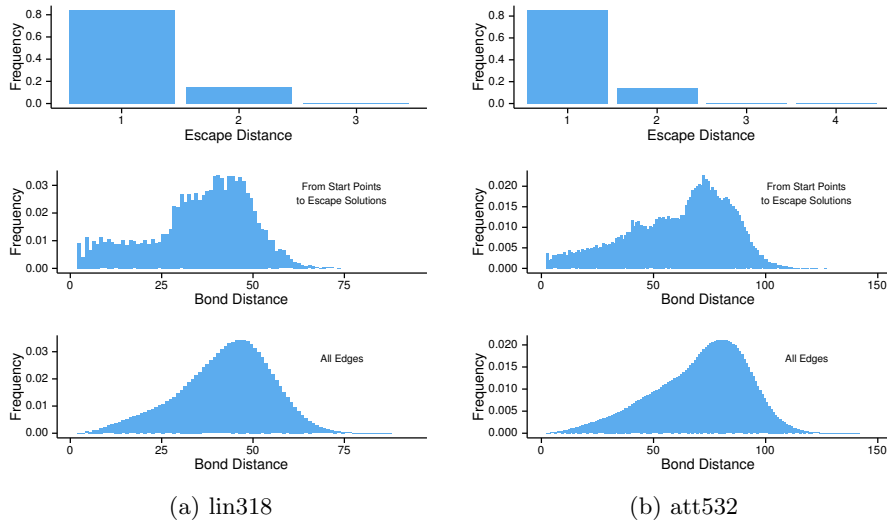 Frequency
0.8
0.6
0.4
0.2
0.0
1 2 3
Escape Distance
Frequency
0.8
0.6
0.4
0.2
0.0
1 2 3 4
Escape Distance
Frequency
0.03
0.02
0.01
0.00
From Start Points
to Escape Solutions
0 25 50 75
Bond Distance
Frequency
0.020
0.015
0.010
0.005
0.000
From Start Points
to Escape Solutions
0 50 100 150
Bond Distance
Frequency
0.03
0.02
0.01
0.00
All Edges
0 25 50 75
Bond Distance
Frequency
0.020
0.015
0.010
0.005
0.000
All Edges
0 50 100 150
Bond Distance
(a) lin318
(b) att532